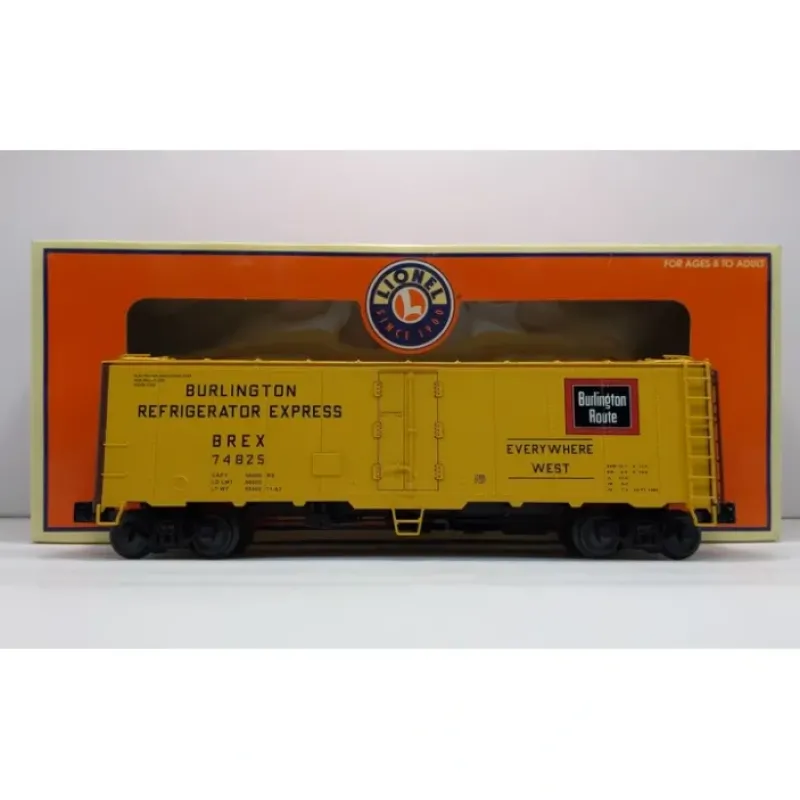 FOR AGES 8 TO ADULT
LIONEL
L
SINCE 1900
BURLINGTON
REFRIGERATOR EXPRESS
BREX
74825
Burlington
Route
EVERYWHERE
WEST